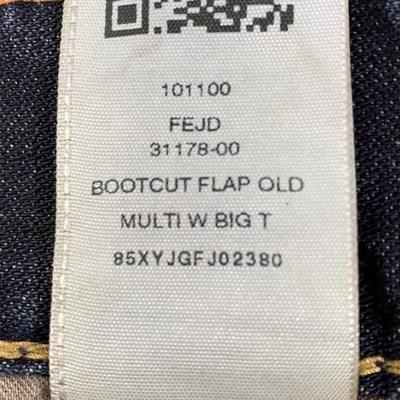 101100
FEJD
31178-00
BOOTCUT FLAP OLD
MULTI W BIG T
85XYJGFJ02380